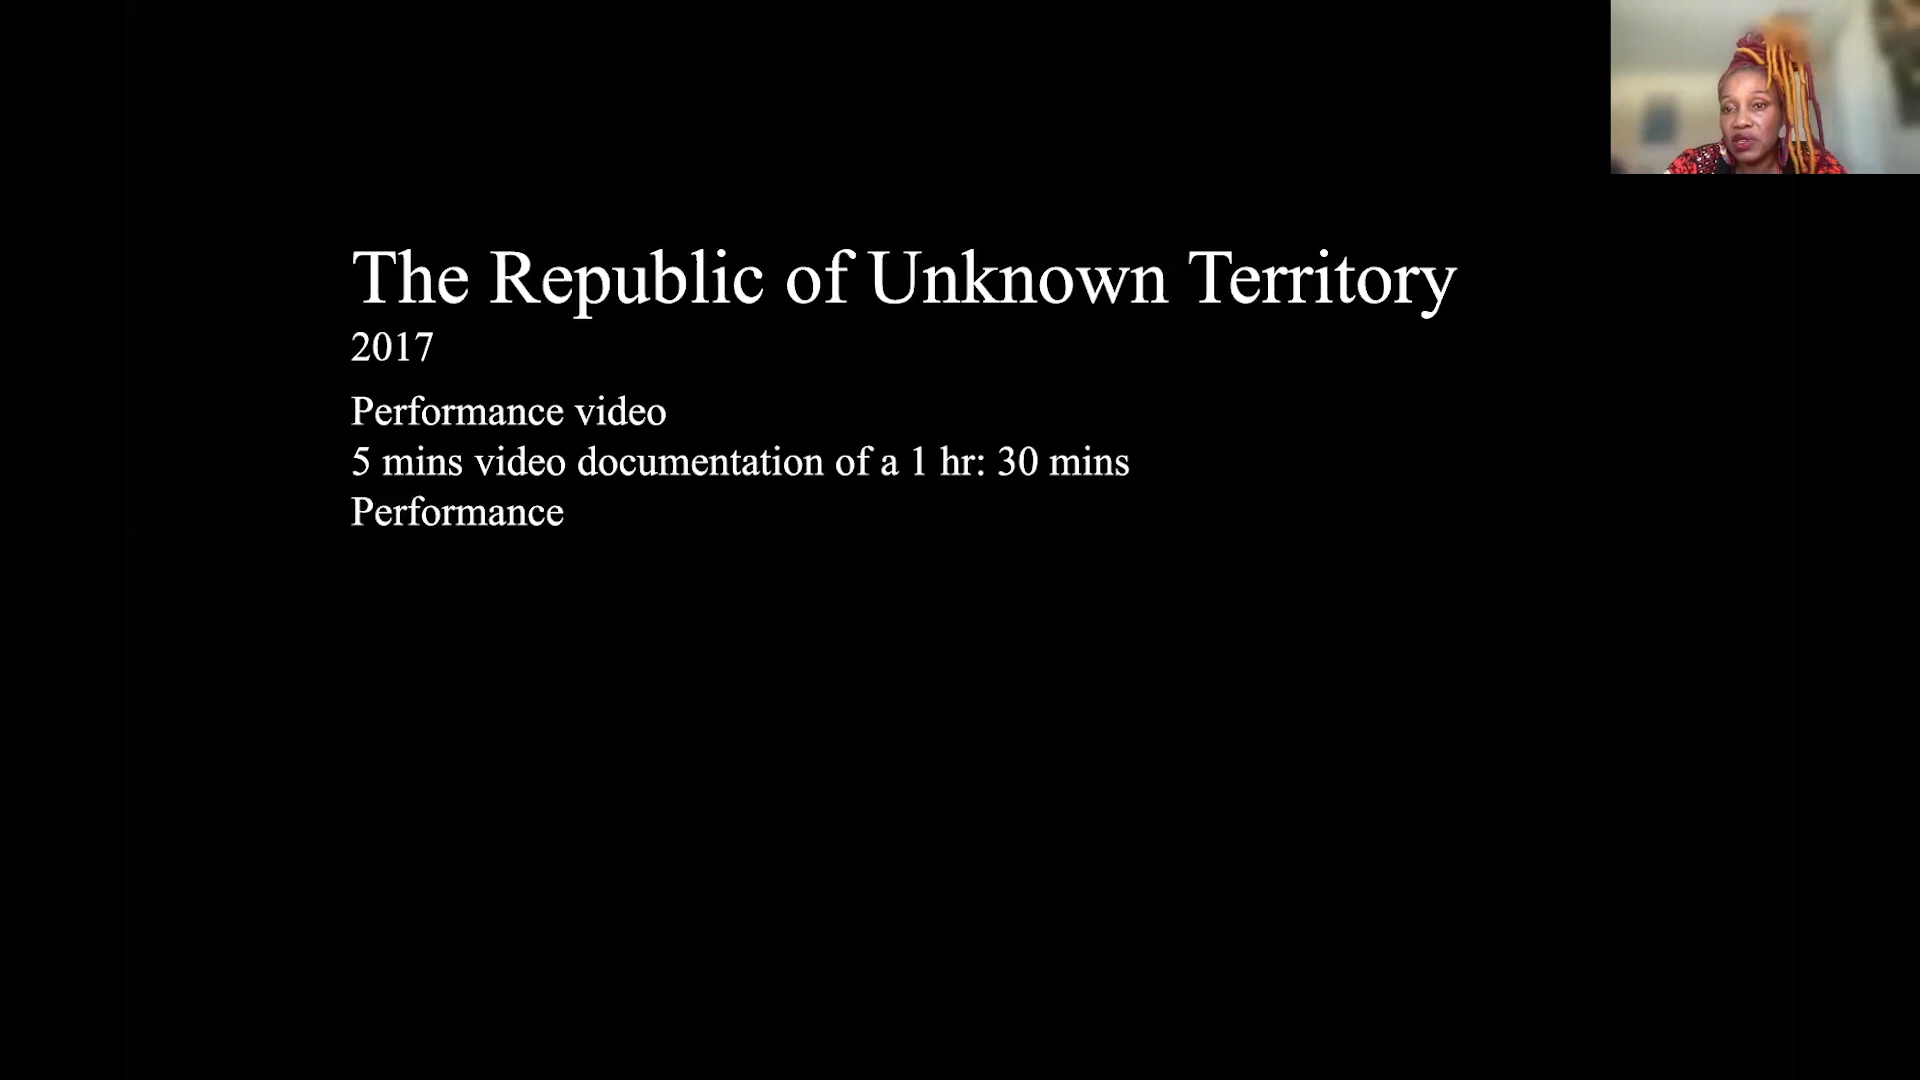 The Republic of Unknown Territory
2017
Performance video
5 mins video documentation of a 1 hr: 30 mins
Performance